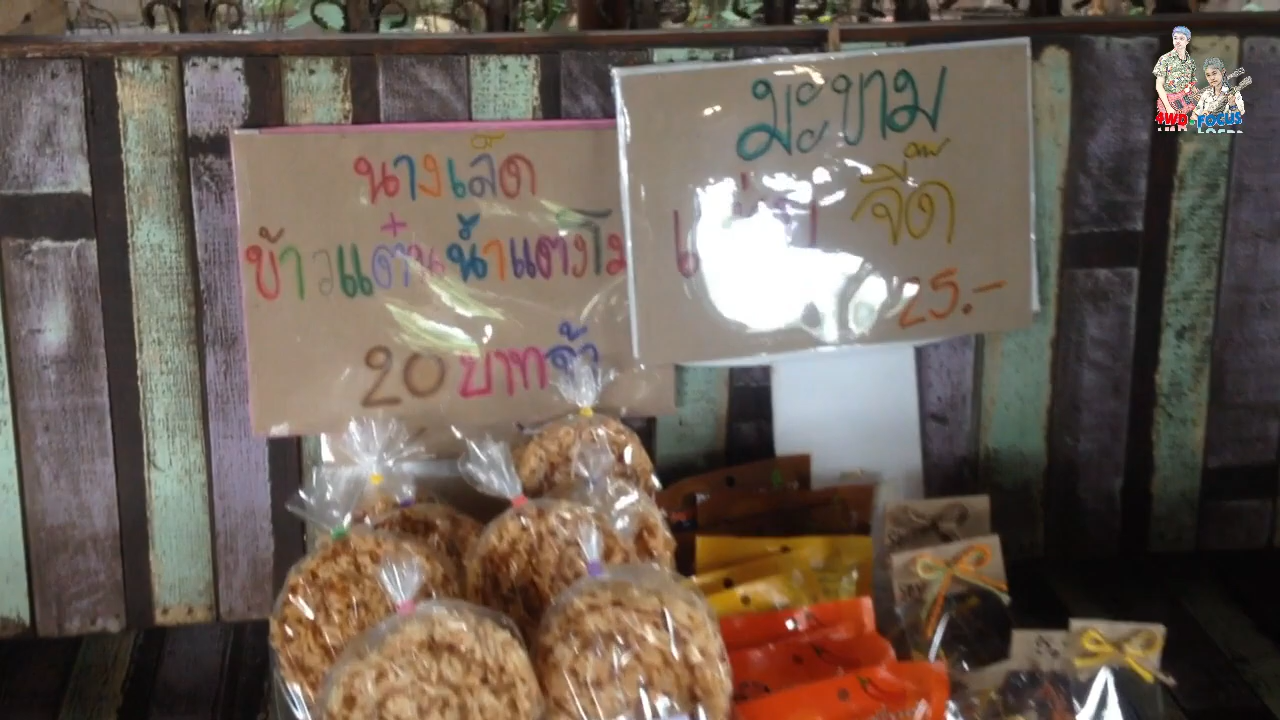 นางเล็ด
ข้าวแต๋นน้ำแตงโม
20 บาทจ้า
มะขาม
จี๊ด
25.-
4WD FOCUS